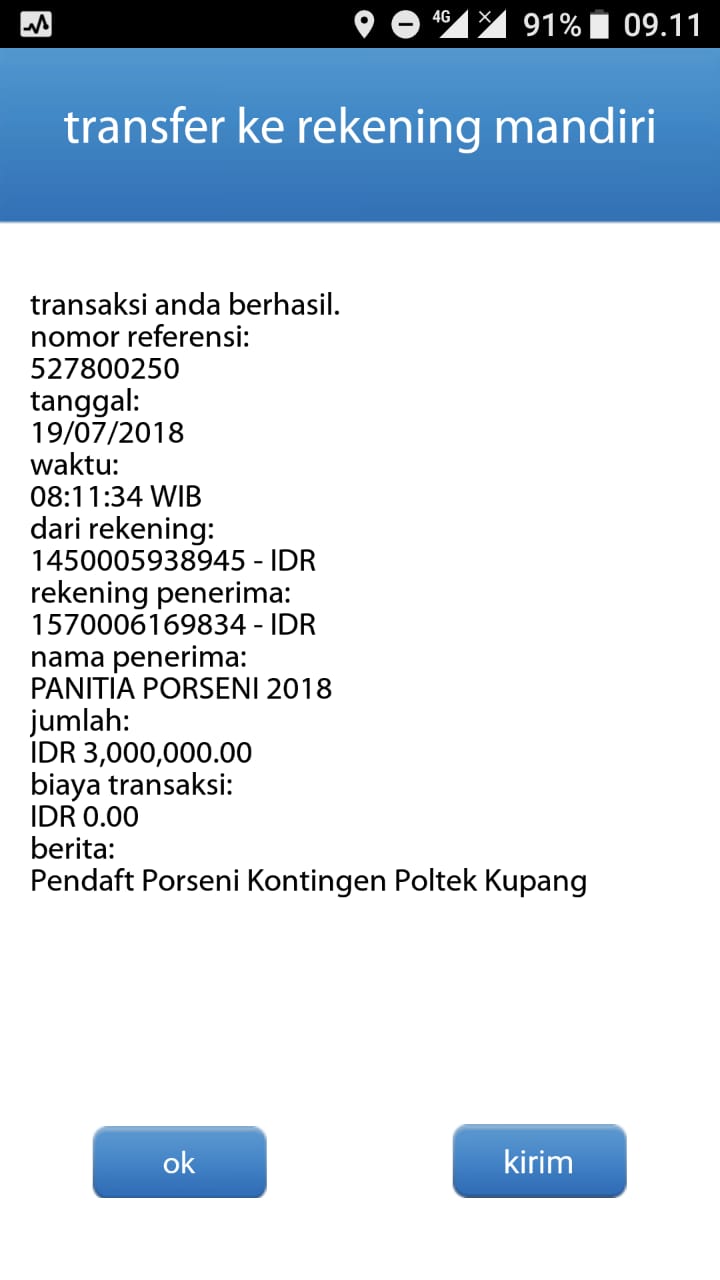 4G 91% 09.11
transfer ke rekening mandiri
transaksi anda berhasil.
nomor referensi:
527800250
tanggal:
19/07/2018
waktu:
08:11:34 WIB
dari rekening:
1450005938945 - IDR
rekening penerima:
1570006169834 - IDR
nama penerima:
PANITIA PORSENI 2018
jumlah:
IDR 3,000,000.00
biaya transaksi:
IDR 0.00
berita:
Pendaft Porseni Kontingen Poltek Kupang
ok
kirim